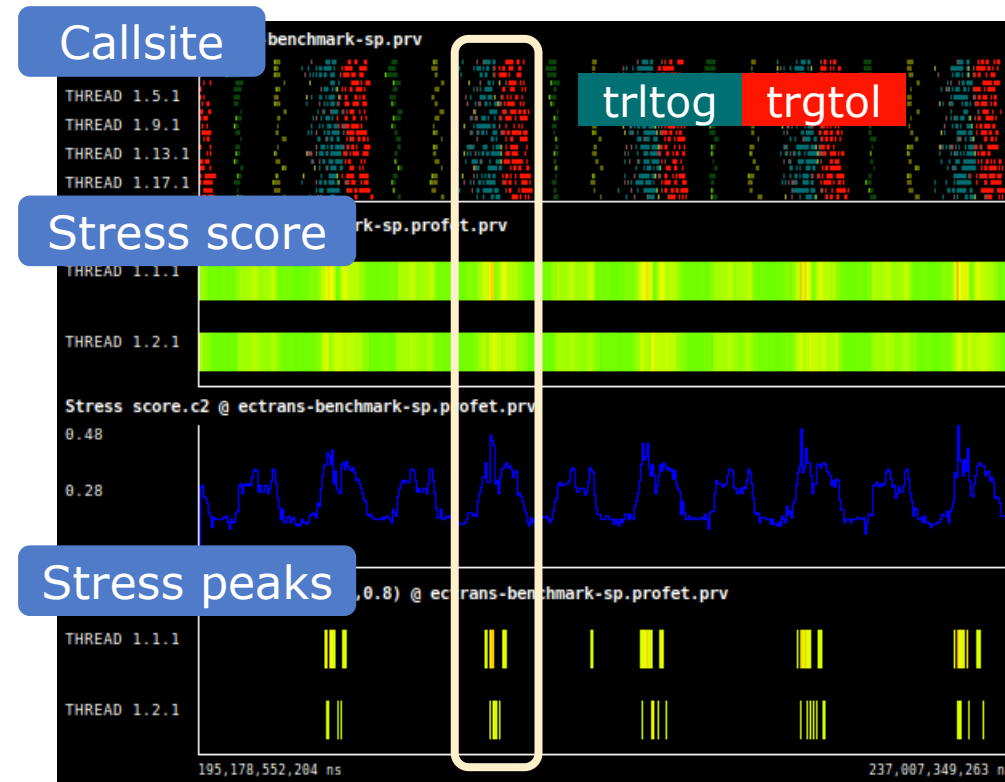 Callsite
-benchmark-sp.prv
trltog trgtol
THREAD 1.5.1
THREAD 1.9.1
THREAD 1.13.1
THREAD 1.17.1
Stress score
rk-sp.profet.prv
THREAD 1.1.1
THREAD 1.2.1
Stress score.c2 @ ectrans-benchmark-sp.profet.prv
0.48
0.28
Stress peaks
,0.8) @ ectrans-benchmark-sp.profet.prv
THREAD 1.1.1
THREAD 1.2.1
195,178,552,204 ns
237,007,349,263 n